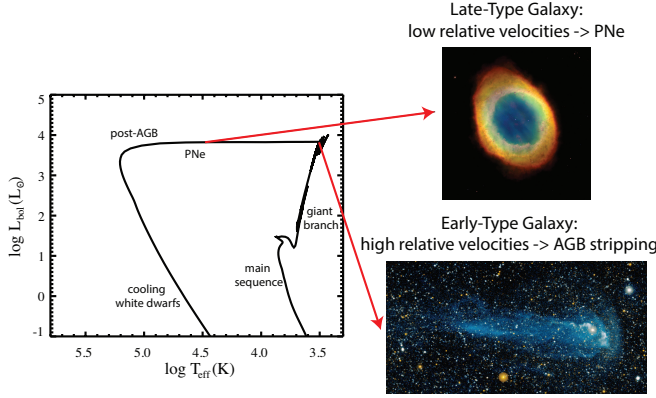 Late-Type Galaxy:
low relative velocities -> PNe
5
4
3
2
1
0
-1
log L_bol(L_⊙)
post-AGB
PNe
giant
branch
main
sequence
cooling
white dwarfs
5.5
5.0
4.5
4.0
3.5
log T_eff(K)
Early-Type Galaxy:
high relative velocities -> AGB stripping